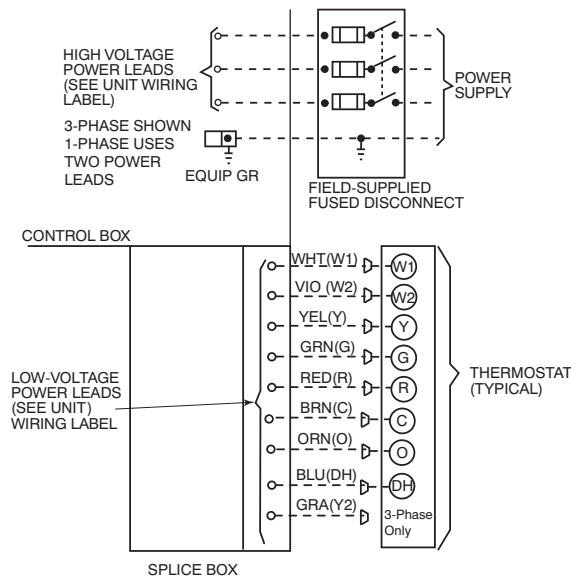 HIGH VOLTAGE
POWER LEADS
(SEE UNIT WIRING
LABEL)
POWER
SUPPLY
3-PHASE SHOWN
1-PHASE USES
TWO POWER
LEADS
EQUIP GR
FIELD-SUPPLIED
FUSED DISCONNECT
CONTROL BOX
WHT(W1)
W1
VIO (W2)
W2
YEL(Y)
Y
GRN(G)
G
RED(R)
R
BRN(C)
C
ORN(O)
O
BLU(DH)
DH
GRA(Y2)
3-Phase
Only
LOW-VOLTAGE
POWER LEADS
(SEE UNIT)
WIRING LABEL
THERMOSTAT
(TYPICAL)
SPLICE BOX